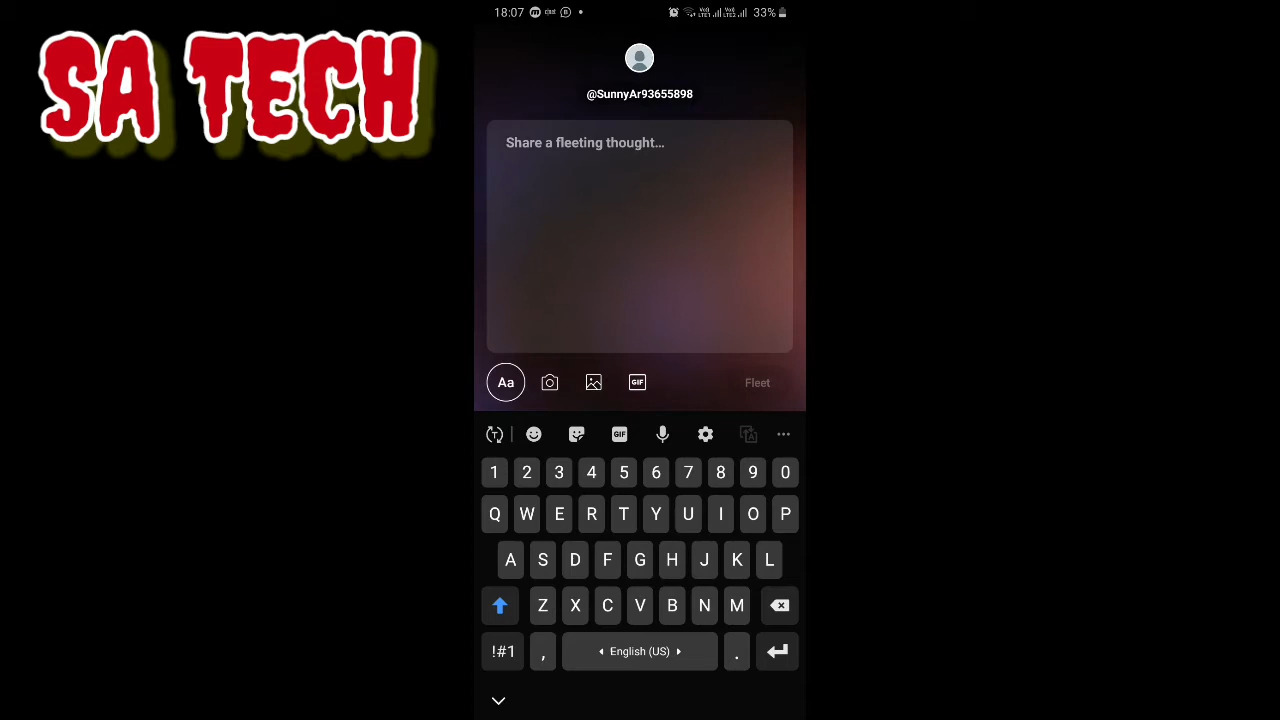 SA TECH
18:07 33%
@SunnyAr93655898
Share a fleeting thought...
Aa GIF Fleet
T GIF A
1 2 3 4 5 6 7 8 9 0
Q W E R T Y U I O P
A S D F G H J K L
Z X C V B N M
!#1 , English (US) .